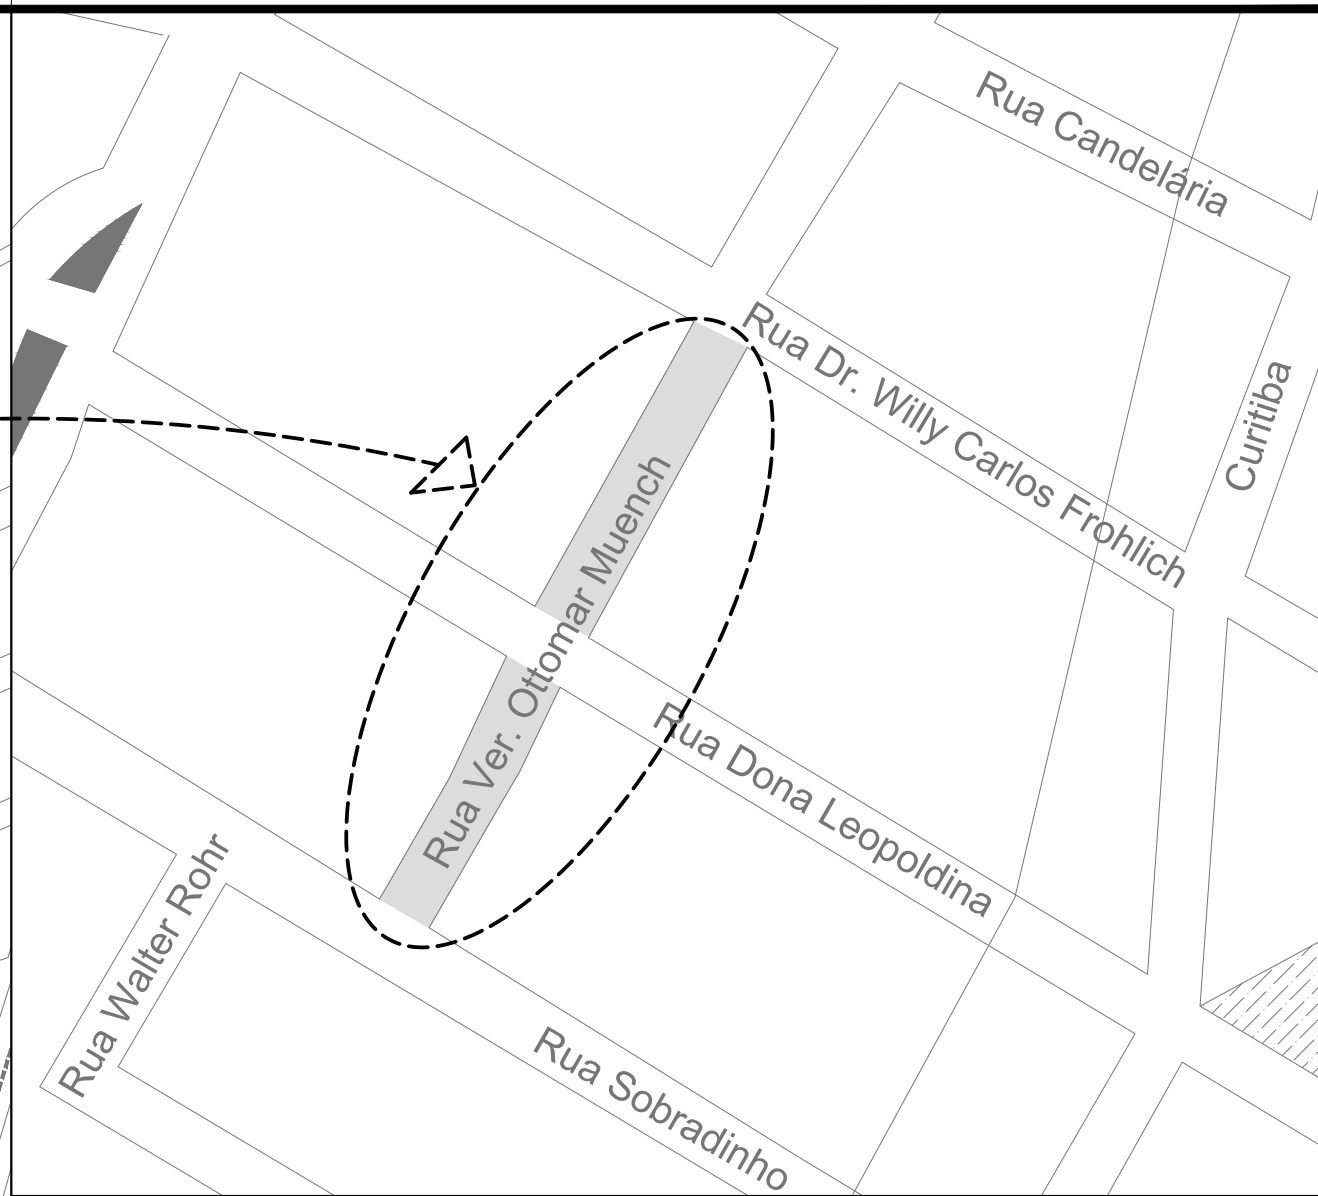 Rua Candelária
Rua Dr. Willy Carlos Frohlich
Curitiba
Rua Ver. Ottomar Muench
Rua Dona Leopoldina
Rua Walter Rohr
Rua Sobradinho